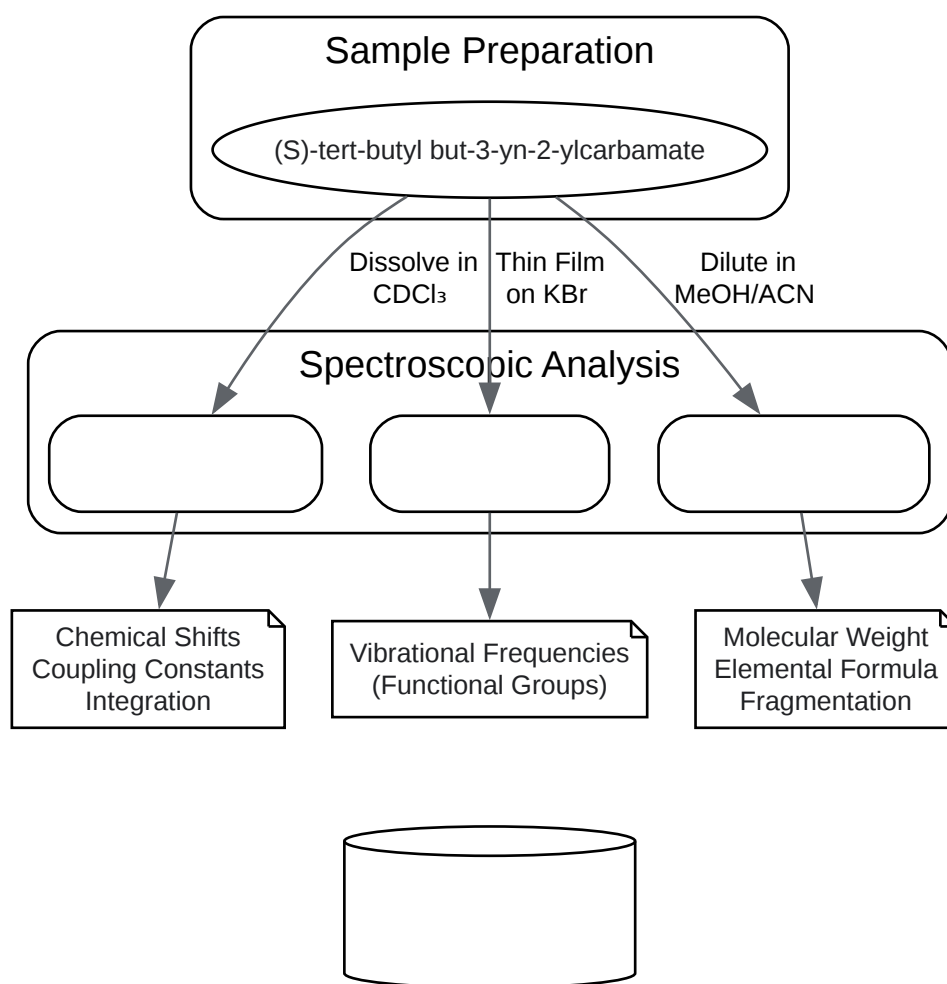 Sample Preparation
(S)-tert-butyl but-3-yn-2-ylcarbamate
Dissolve in
CDCl₃
Thin Film
on KBr
Dilute in
MeOH/ACN
Spectroscopic Analysis
Chemical Shifts
Coupling Constants
Integration
Vibrational Frequencies
(Functional Groups)
Molecular Weight
Elemental Formula
Fragmentation